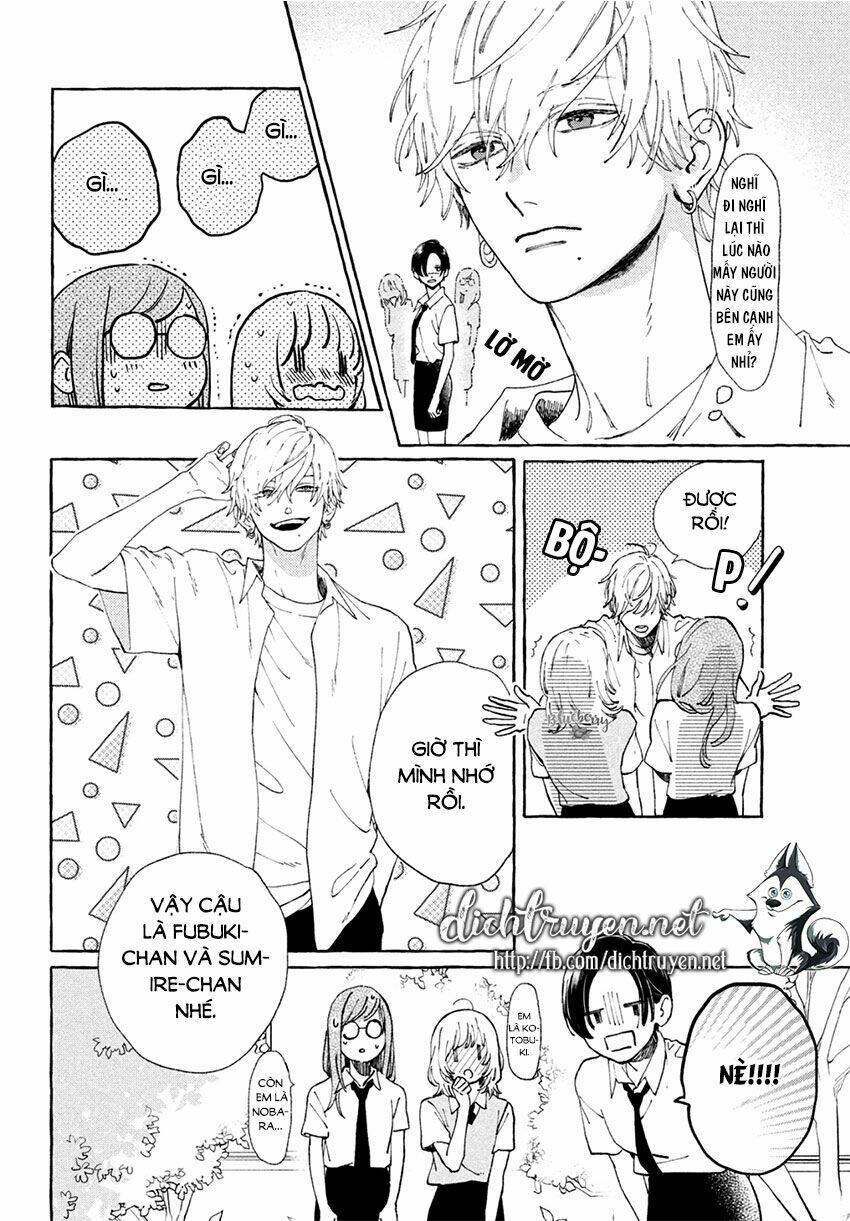 NGHĨ
ĐI NGHĨ
LẠI THÌ
LÚC NÀO
MẤY NGƯỜI
NÀY CŨNG
BÊN CẠNH
EM ẤY
NHỈ?
LỜ MỜ
GÌ...
GÌ...
GÌ...
ĐƯỢC
RỒI!
BỘ-
P!
Blueberry
GIỜ THÌ
MÌNH NHỚ
RỒI.
VẬY CẬU
LÀ FUBUKI-
CHAN VÀ SUM-
IRE-CHAN
NHÉ.
dichtruyen.net
http://fb.com/dichtruyen.net
NÈ!!!!
EM
LÀ KO-
TOBU-
KI.
CÒN
EM LÀ
NOBA-
RA...